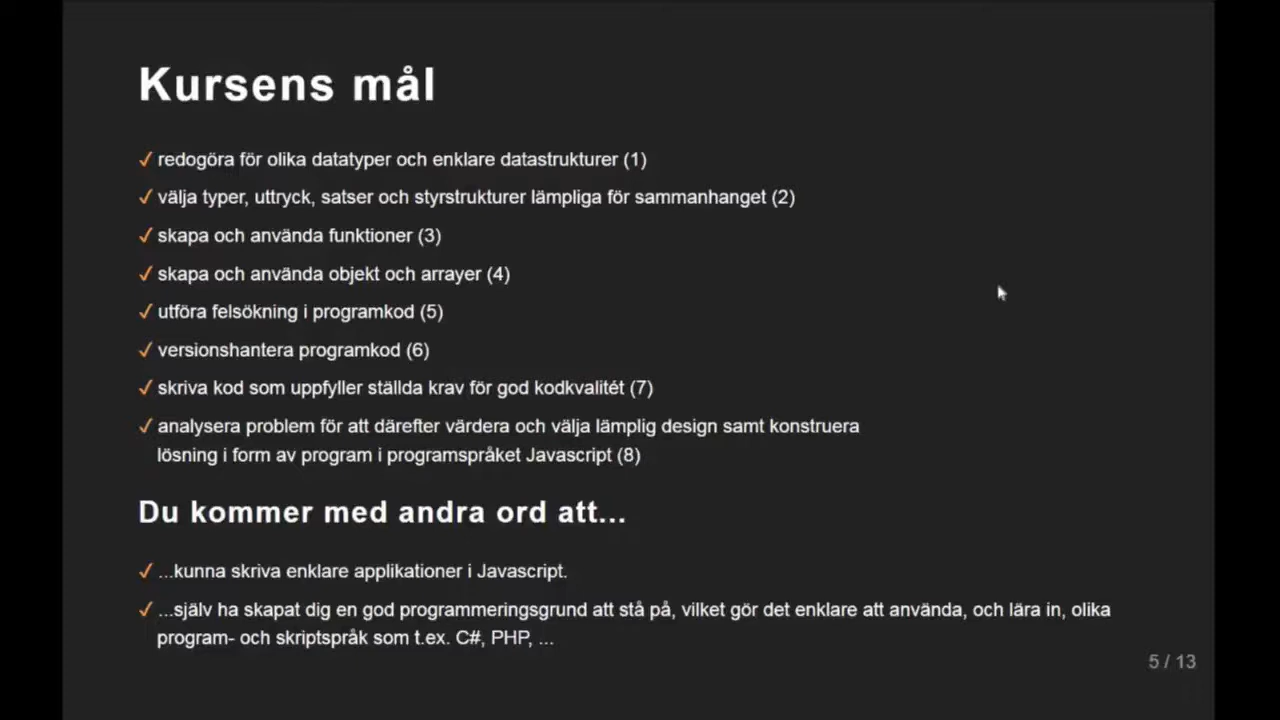 Kursens mål
✓ redogöra för olika datatyper och enklare datastrukturer (1)
✓ välja typer, uttryck, satser och styrstrukturer lämpliga för sammanhanget (2)
✓ skapa och använda funktioner (3)
✓ skapa och använda objekt och arrayer (4)
✓ utföra felsökning i programkod (5)
✓ versionshantera programkod (6)
✓ skriva kod som uppfyller ställda krav för god kodkvalitét (7)
✓ analysera problem för att därefter värdera och välja lämplig design samt konstruera
lösning i form av program i programspråket Javascript (8)
Du kommer med andra ord att...
✓ ...kunna skriva enklare applikationer i Javascript.
✓ ...själv ha skapat dig en god programmeringsgrund att stå på, vilket gör det enklare att använda, och lära in, olika
program- och skriptspråk som t.ex. C#, PHP, ...
5 / 13